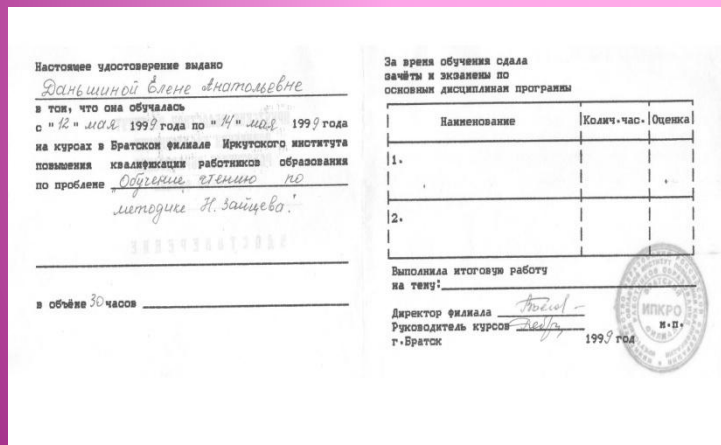 Настоящее удостоверение выдано
Даньшиной Елене Анатольевне
в том, что она обучалась
с "12" мая 1999 года по "14" мая 1999 года
на курсах в Братском филиале Иркутского института
повышения квалификации работников образования
по проблеме „Обучение чтению по
методике Н. Зайцева".
в объёме 30 часов
За время обучения сдала
зачёты и экзамены по
основным дисциплинам программы
Наименование Колич.час. Оценка
1.
2.
Выполнила итоговую работу
на тему:
Директор филиала
Руководитель курсов
г.Братск 1999 год м.п.
ИПКРО